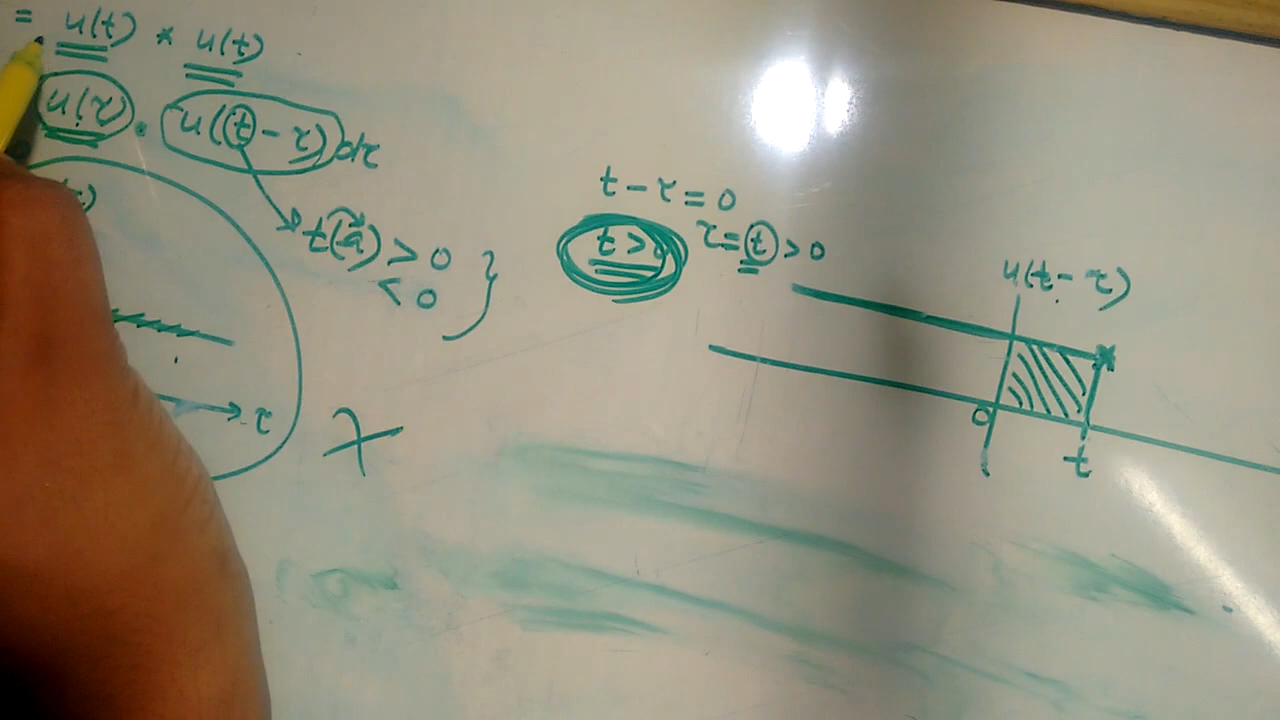 = u(t) * u(t)
u(τ) . u(t-τ)dτ
t(τ) > 0
< 0 }
t-τ=0
t>0 τ=t>0
u(t-τ)
τ
0 t